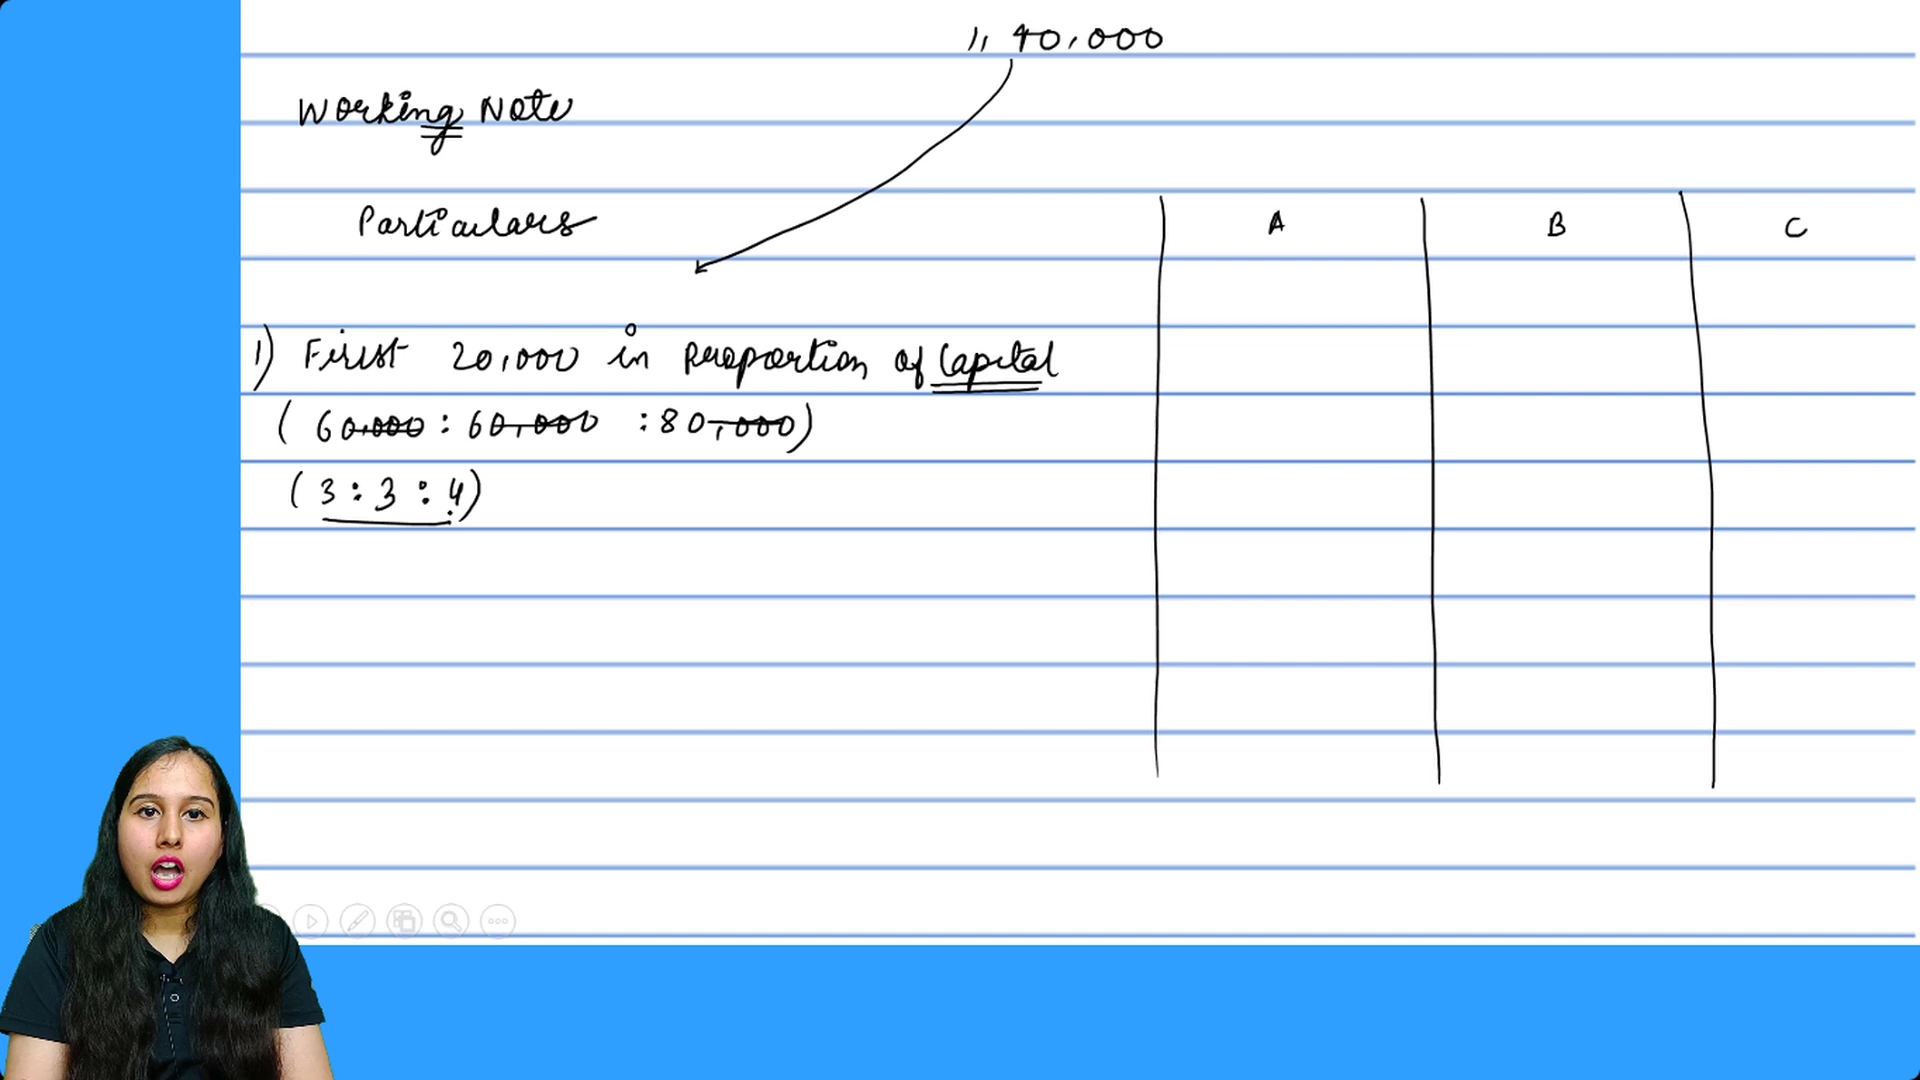 1,40,000
Working Note
Particulars A B C
1) First 20,000 in Proportion of Capital
(60,000 : 60,000 : 80,000)
(3 : 3 : 4)